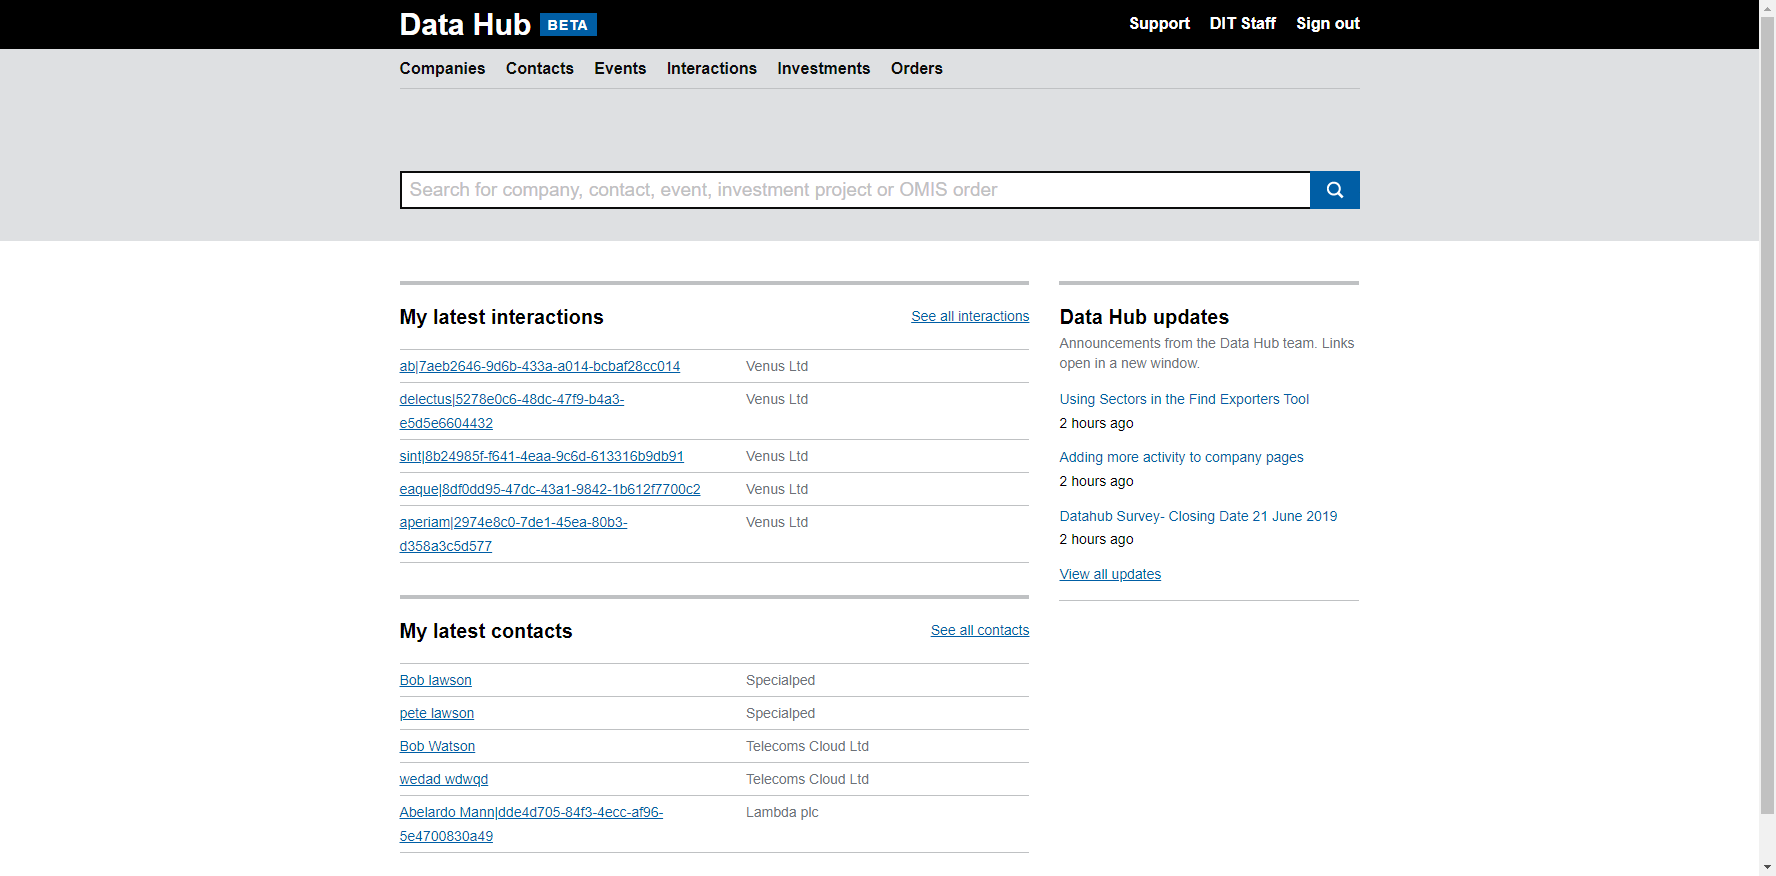 Data Hub BETA
Support DIT Staff Sign out
Companies Contacts Events Interactions Investments Orders
Search for company, contact, event, investment project or OMIS order
My latest interactions See all interactions
ab|7aeb2646-9d6b-433a-a014-bcbaf28cc014 Venus Ltd
delectus|5278e0c6-48dc-47f9-b4a3- Venus Ltd
e5d5e6604432
sint|8b24985f-f641-4eaa-9c6d-613316b9db91 Venus Ltd
eaque|8df0dd95-47dc-43a1-9842-1b612f7700c2 Venus Ltd
aperiam|2974e8c0-7de1-45ea-80b3- Venus Ltd
d358a3c5d577
My latest contacts See all contacts
Bob lawson Specialped
pete lawson Specialped
Bob Watson Telecoms Cloud Ltd
wedad wdwqd Telecoms Cloud Ltd
Abelardo Mann|dde4d705-84f3-4ecc-af96- Lambda plc
5e4700830a49
Data Hub updates
Announcements from the Data Hub team. Links
open in a new window.
Using Sectors in the Find Exporters Tool
2 hours ago
Adding more activity to company pages
2 hours ago
Datahub Survey- Closing Date 21 June 2019
2 hours ago
View all updates